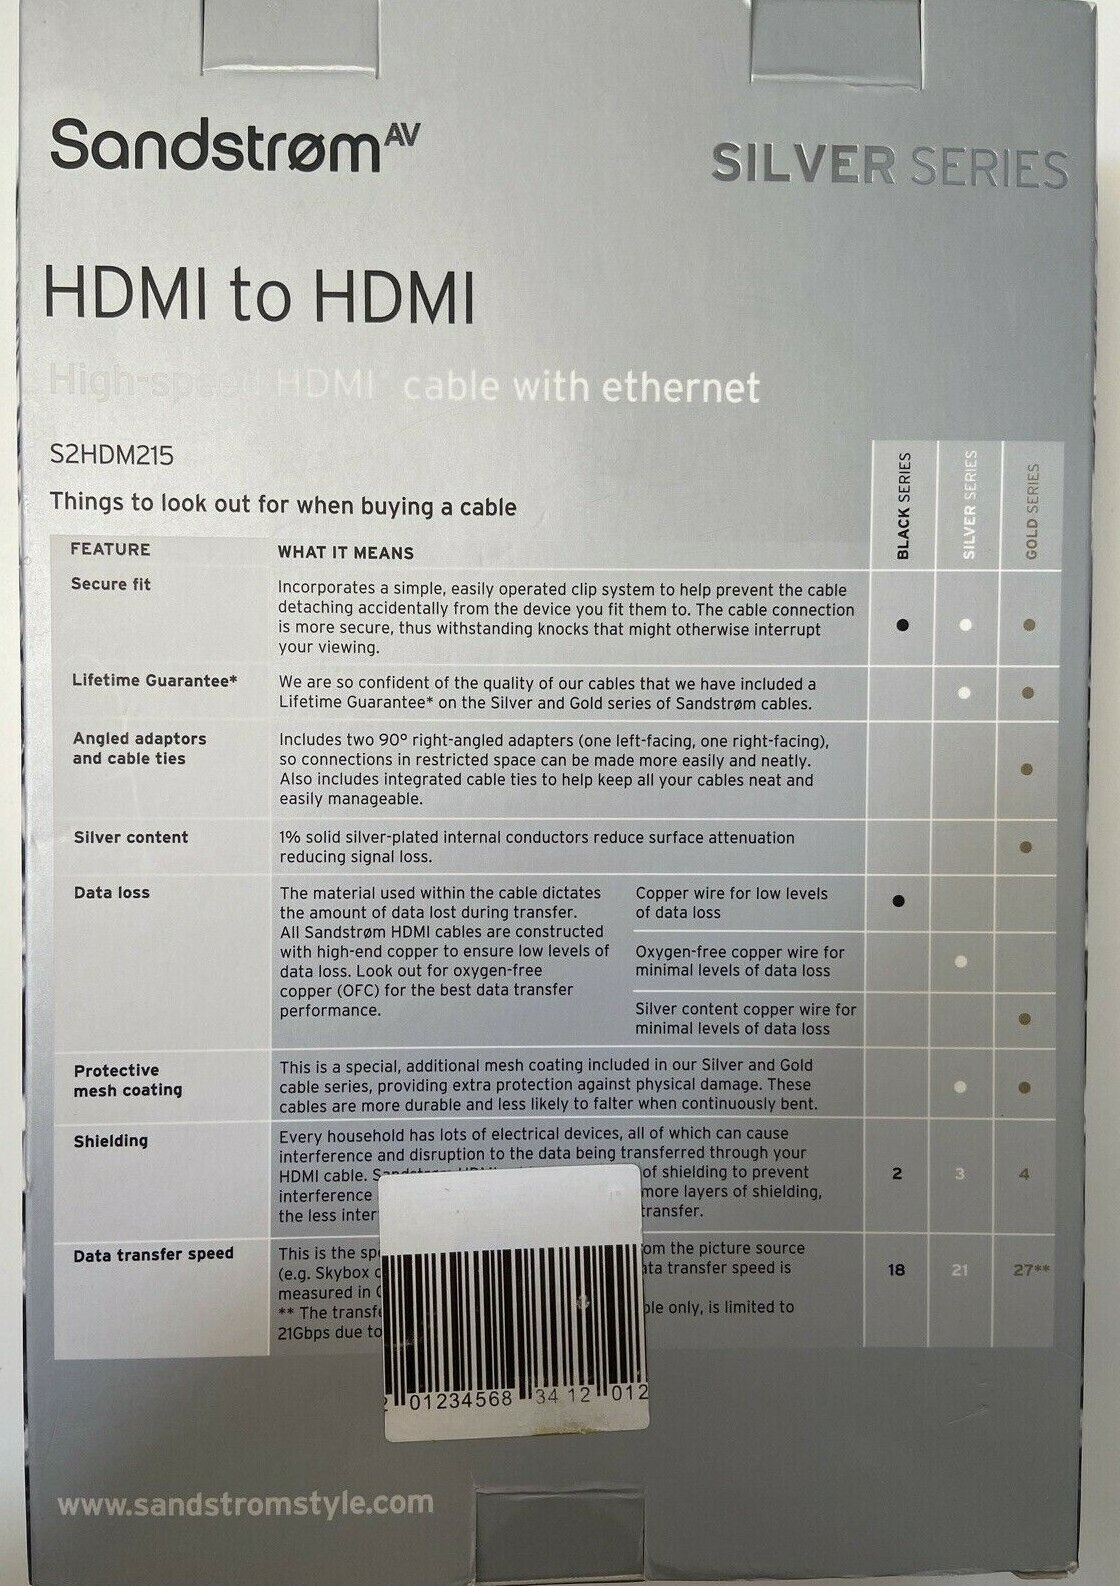 Sandstrøm AV
SILVER SERIES
HDMI to HDMI
High-speed HDMI cable with ethernet
S2HDM215
Things to look out for when buying a cable
BLACK SERIES
SILVER SERIES
GOLD SERIES
FEATURE
WHAT IT MEANS
Secure fit
Incorporates a simple, easily operated clip system to help prevent the cable
detaching accidentally from the device you fit them to. The cable connection
is more secure, thus withstanding knocks that might otherwise interrupt
your viewing.
Lifetime Guarantee*
We are so confident of the quality of our cables that we have included a
Lifetime Guarantee* on the Silver and Gold series of Sandstrøm cables.
Angled adaptors
and cable ties
Includes two 90° right-angled adapters (one left-facing, one right-facing),
so connections in restricted space can be made more easily and neatly.
Also includes integrated cable ties to help keep all your cables neat and
easily manageable.
Silver content
1% solid silver-plated internal conductors reduce surface attenuation
reducing signal loss.
Data loss
The material used within the cable dictates
the amount of data lost during transfer.
All Sandstrøm HDMI cables are constructed
with high-end copper to ensure low levels of
data loss. Look out for oxygen-free
copper (OFC) for the best data transfer
performance.
Copper wire for low levels
of data loss
Oxygen-free copper wire for
minimal levels of data loss
Silver content copper wire for
minimal levels of data loss
Protective
mesh coating
This is a special, additional mesh coating included in our Silver and Gold
cable series, providing extra protection against physical damage. These
cables are more durable and less likely to falter when continuously bent.
Shielding
Every household has lots of electrical devices, all of which can cause
interference and disruption to the data being transferred through your
HDMI cable. of shielding to prevent
interference more layers of shielding,
the less transfer.
2 3 4
Data transfer speed
This is the the picture source
(e.g. Skybox transfer speed is
measured in
** The only, is limited to
21Gbps due to
18 21 27**
01234568 34 12 012
www.sandstromstyle.com